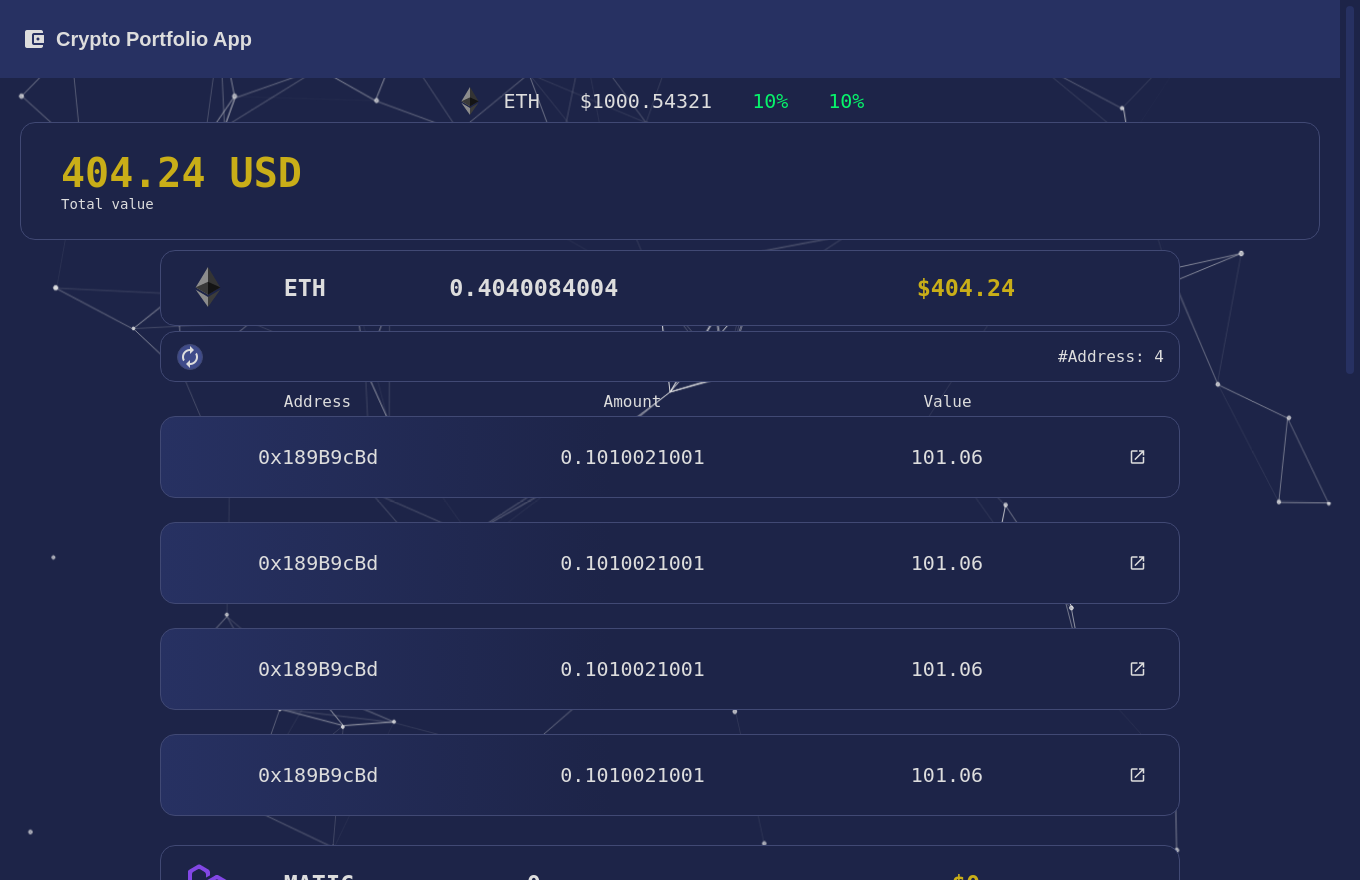 Crypto Portfolio App
ETH $1000.54321 10% 10%
404.24 USD
Total value
ETH 0.4040084004 $404.24
#Address: 4
Address Amount Value
0x189B9cBd 0.1010021001 101.06
0x189B9cBd 0.1010021001 101.06
0x189B9cBd 0.1010021001 101.06
0x189B9cBd 0.1010021001 101.06
MATIC 0 $0